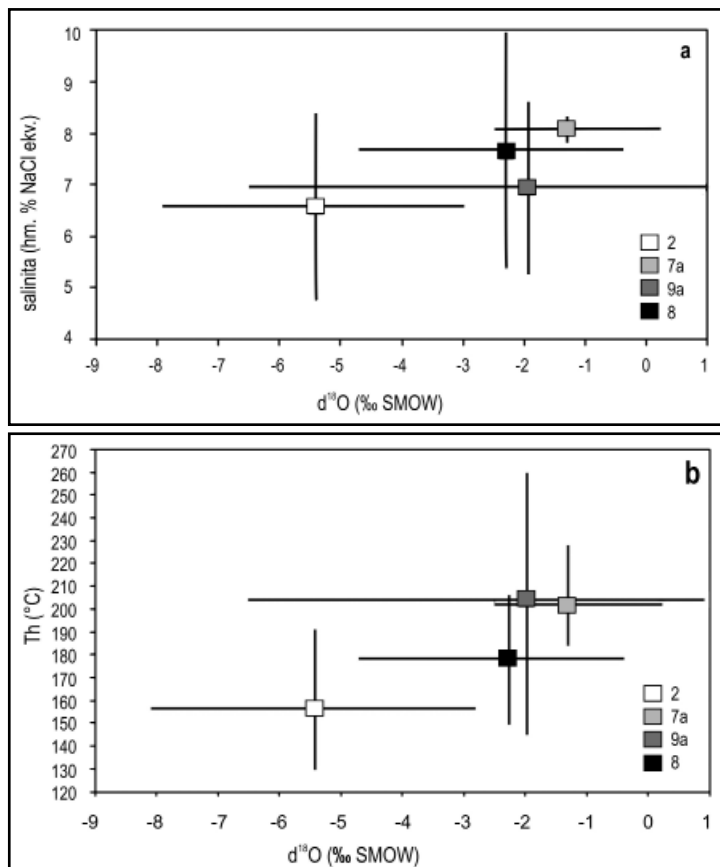 a
salinita (hm. % NaCl ekv.)
10
9
8
7
6
5
4
2
7a
9a
8
-9 -8 -7 -6 -5 -4 -3 -2 -1 0 1
d¹⁸O (‰ SMOW)
b
Th (°C)
270
260
250
240
230
220
210
200
190
180
170
160
150
140
130
120
2
7a
9a
8
-9 -8 -7 -6 -5 -4 -3 -2 -1 0 1
d¹⁸O (‰ SMOW)